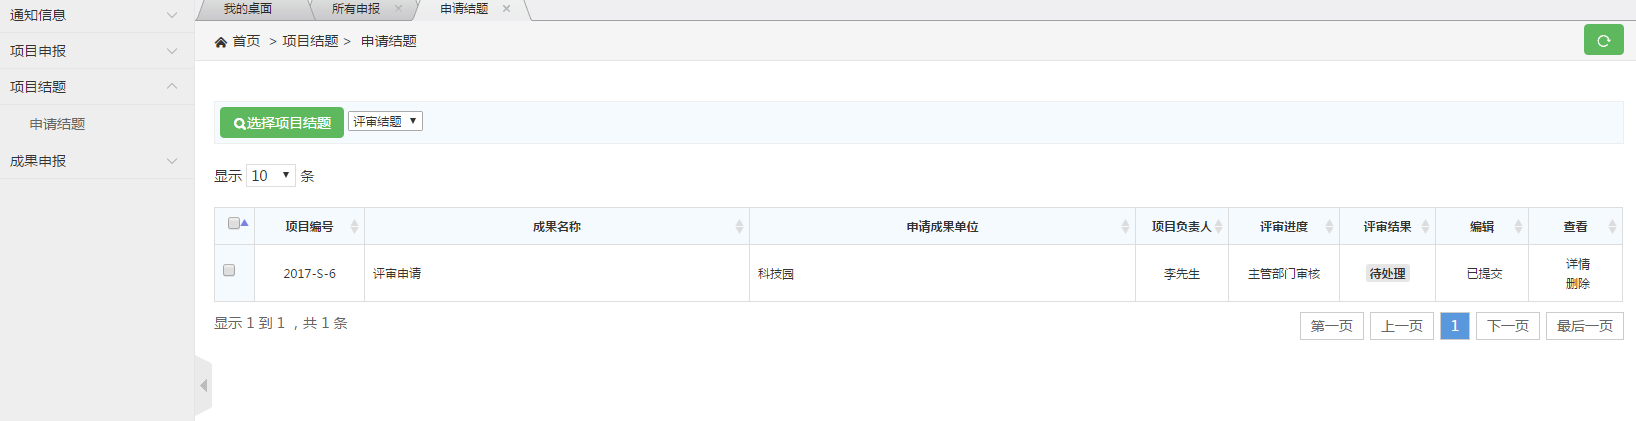 通知信息
项目申报
项目结题
申请结题
成果申报
我的桌面 所有申报 申请结题
首页 > 项目结题 > 申请结题
选择项目结题 评审结题
显示 10 条
项目编号 成果名称 申请成果单位 项目负责人 评审进度 评审结果 编辑 查看
2017-S-6 评审申请 科技园 李先生 主管部门审核 待处理 已提交 详情
删除
显示 1 到 1 ，共 1 条
第一页 上一页 1 下一页 最后一页